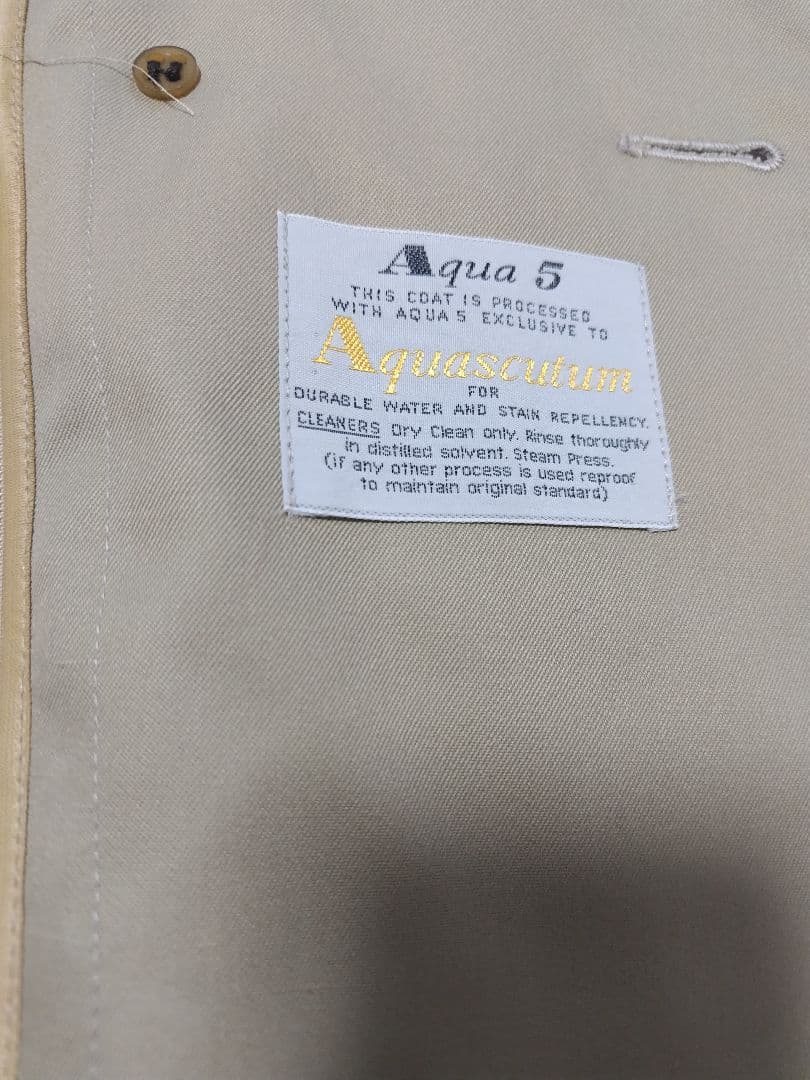 Aqua 5
THIS COAT IS PROCESSED
WITH AQUA 5 EXCLUSIVE TO
Aquascutum
FOR
DURABLE WATER AND STAIN REPELLENCY.
CLEANERS Dry Clean only. Rinse thoroughly
in distilled solvent. Steam Press.
(if any other process is used reproof
to maintain original standard)